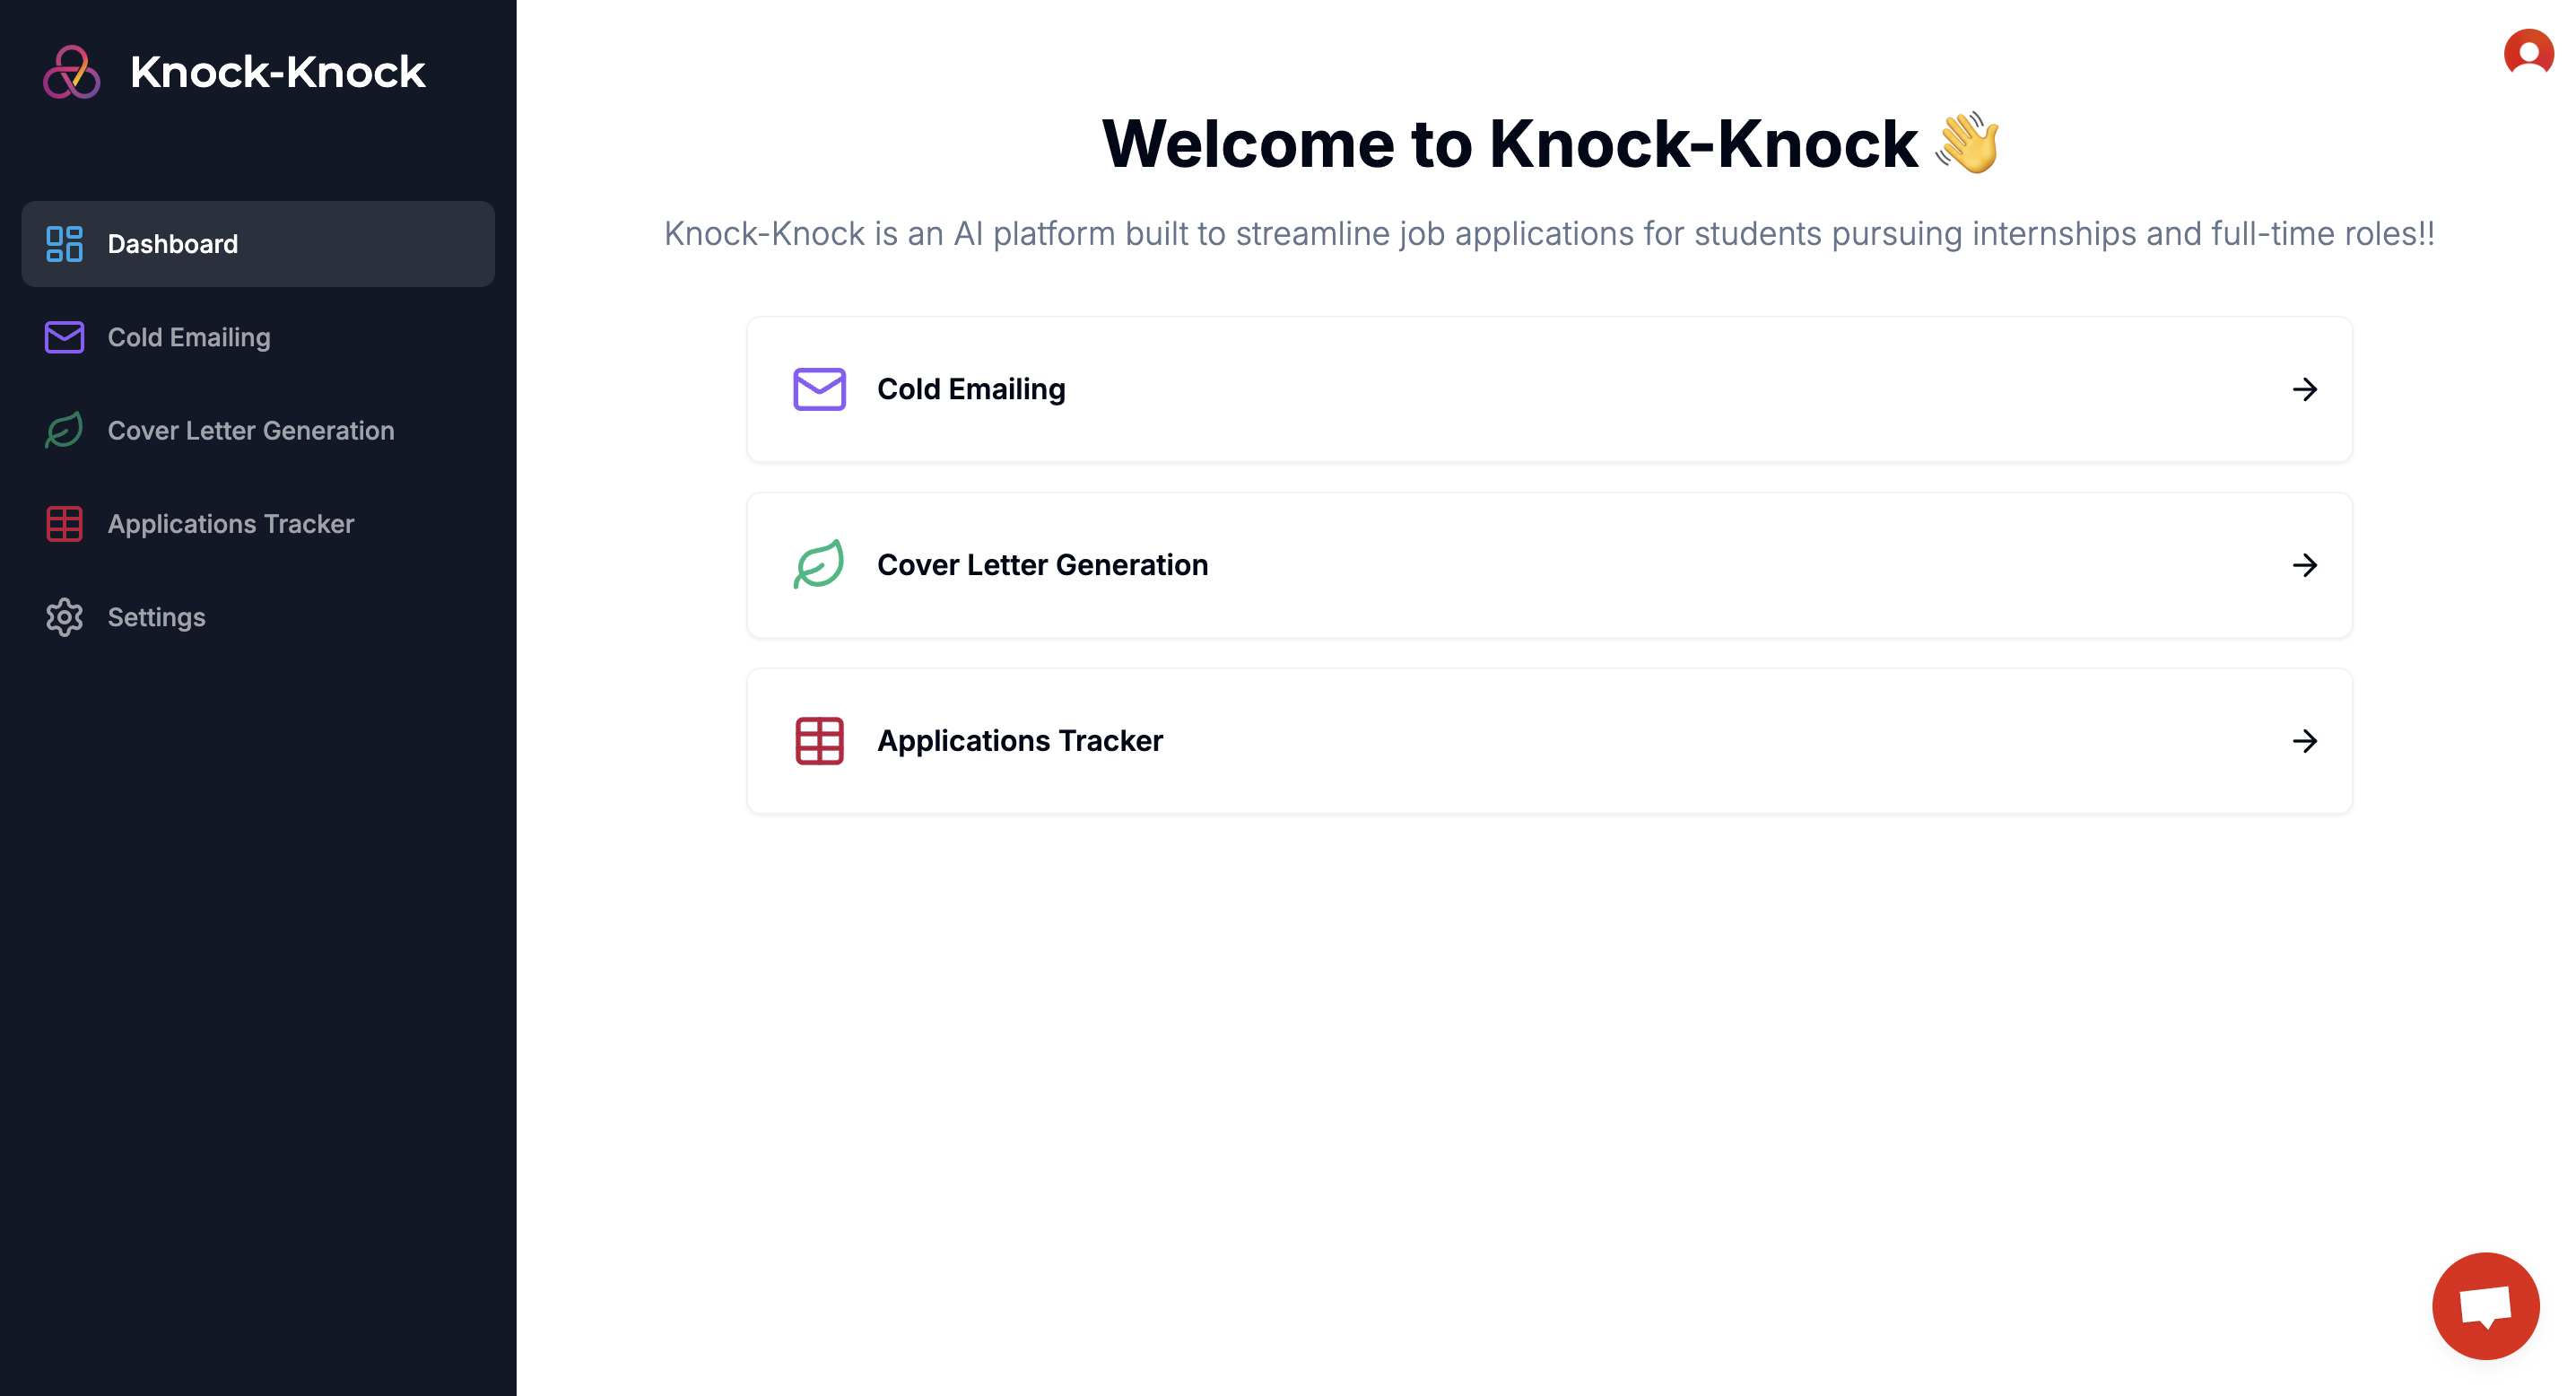 Knock-Knock
Dashboard
Cold Emailing
Cover Letter Generation
Applications Tracker
Settings
Welcome to Knock-Knock 👋
Knock-Knock is an AI platform built to streamline job applications for students pursuing internships and full-time roles!!
Cold Emailing
Cover Letter Generation
Applications Tracker